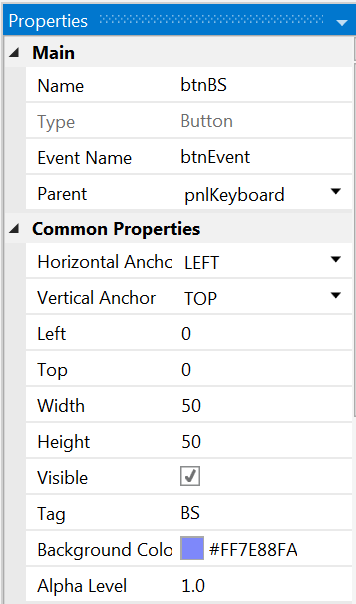 Properties
Main
Name btnBS
Type Button
Event Name btnEvent
Parent pnlKeyboard
Common Properties
Horizontal Anchc LEFT
Vertical Anchor TOP
Left 0
Top 0
Width 50
Height 50
Visible
Tag BS
Background Colo #FF7E88FA
Alpha Level 1.0